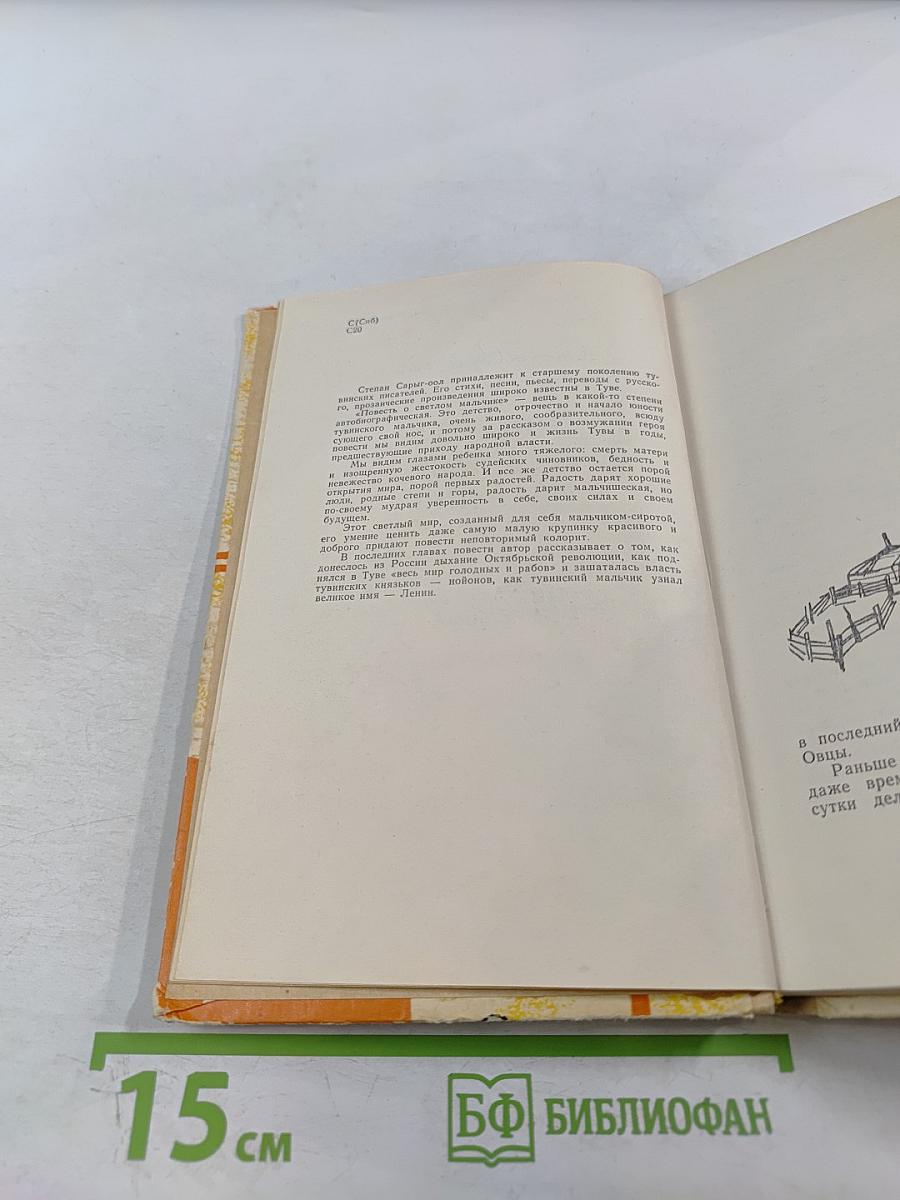 С(Сиб)
С20
Степан Сарыг-оол принадлежит к старшему поколению ту-
винских писателей. Его стихи, песни, пьесы, переводы с русско-
го, прозаические произведения широко известны в Туве.
«Повесть о светлом мальчике» — вещь в какой-то степени
автобиографическая. Это детство, отрочество и начало юности
тувинского мальчика, очень живого, сообразительного, всюду
сующего свой нос, и потому за рассказом о возмужании героя
повести мы видим довольно широко и жизнь Тувы в годы,
предшествующие приходу народной власти.
Мы видим глазами ребенка много тяжелого: смерть матери
и изощренную жестокость судейских чиновников, бедность и
невежество кочевого народа. И все же детство остается порой
открытия мира, порой первых радостей. Радость дарят хорошие
люди, родные степи и горы, радость дарит мальчишеская, но
по-своему мудрая уверенность в себе, своих силах и своем
будущем.
Этот светлый мир, созданный для себя мальчиком-сиротой,
его умение ценить даже самую малую крупинку красивого и
доброго придают повести неповторимый колорит.
В последних главах повести автор рассказывает о том, как
донеслось из России дыхание Октябрьской революции, как под-
нялся в Туве «весь мир голодных и рабов» и зашаталась власть
тувинских князьков — нойонов, как тувинский мальчик узнал
великое имя — Ленин.
в последний
Овцы.
Раньше
даже врем
сутки дел
15 см
БФ БИБЛИОФАН